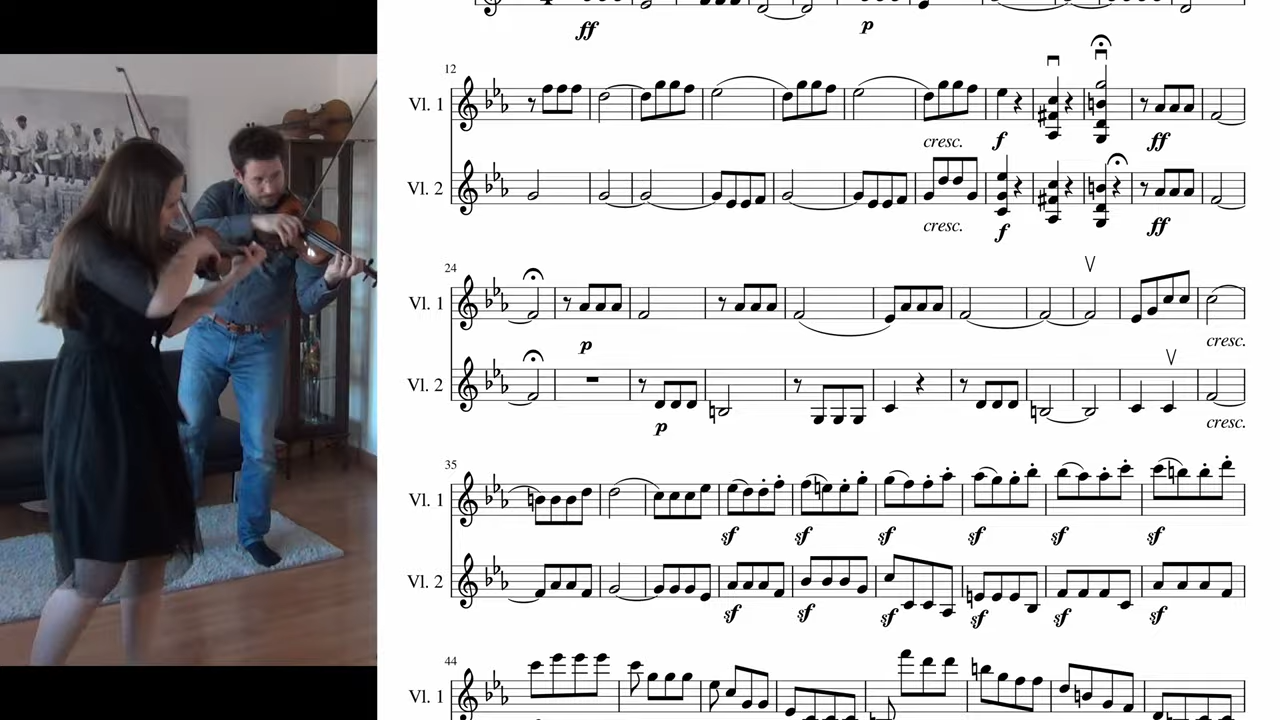 ff p
12
Vl. 1
cresc. f ff
Vl. 2
cresc. f ff
24
Vl. 1
p cresc.
Vl. 2
p cresc.
35
Vl. 1
sf sf sf sf sf sf
Vl. 2
sf sf sf sf sf sf
44
Vl. 1